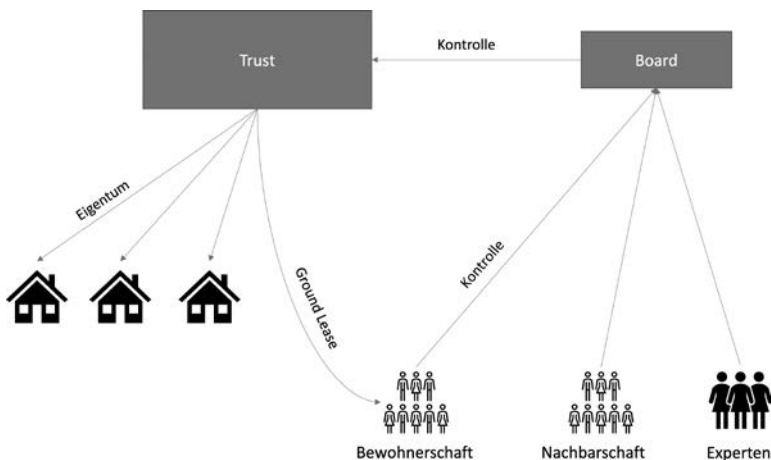 Trust
Kontrolle
Board
Eigentum
Ground Lease
Kontrolle
Bewohnerschaft
Nachbarschaft
Experten